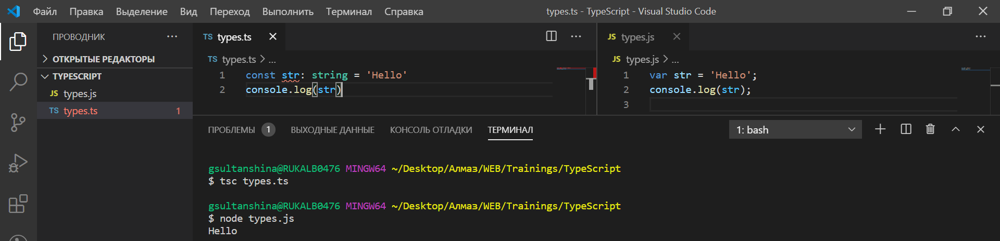 Файл Правка Выделение Вид Переход Выполнить Терминал Справка types.ts - TypeScript - Visual Studio Code
ПРОВОДНИК ...
ОТКРЫТЫЕ РЕДАКТОРЫ
TYPESCRIPT
JS types.js
TS types.ts 1
TS types.ts
TS types.ts > ...
1 const str: string = 'Hello'
2 console.log(str)
JS types.js
JS types.js > ...
1 var str = 'Hello';
2 console.log(str);
3
ПРОБЛЕМЫ 1 ВЫХОДНЫЕ ДАННЫЕ КОНСОЛЬ ОТЛАДКИ ТЕРМИНАЛ 1: bash
gsultanshina@RUKALB0476 MINGW64 ~/Desktop/Алмаз/WEB/Trainings/TypeScript
$ tsc types.ts
gsultanshina@RUKALB0476 MINGW64 ~/Desktop/Алмаз/WEB/Trainings/TypeScript
$ node types.js
Hello